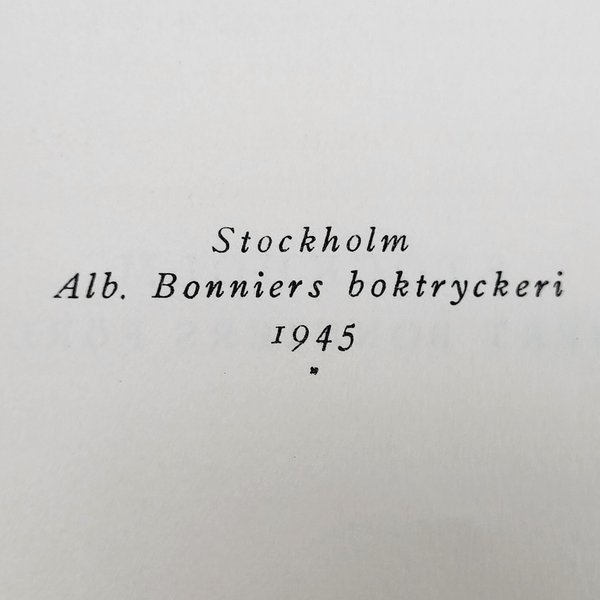 Stockholm
Alb. Bonniers boktryckeri
1945